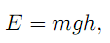 E = mgh,